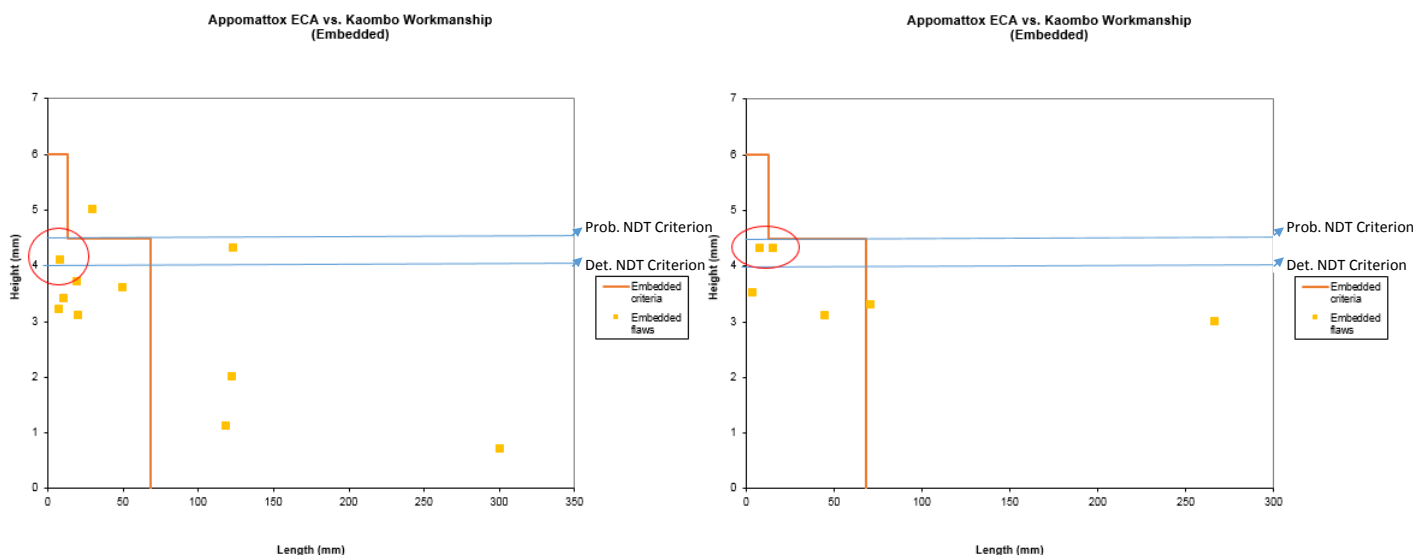 Appomattox ECA vs. Kaombo Workmanship
(Embedded)
7
6
5
4
3
2
1
0
Height (mm)
0
50
100
150
200
250
300
350
Length (mm)
Prob. NDT Criterion
Det. NDT Criterion
Embedded
criteria
Embedded
flaws
Appomattox ECA vs. Kaombo Workmanship
(Embedded)
7
6
5
4
3
2
1
0
Height (mm)
0
50
100
150
200
250
300
Length (mm)
Prob. NDT Criterion
Det. NDT Criterion
Embedded
criteria
Embedded
flaws